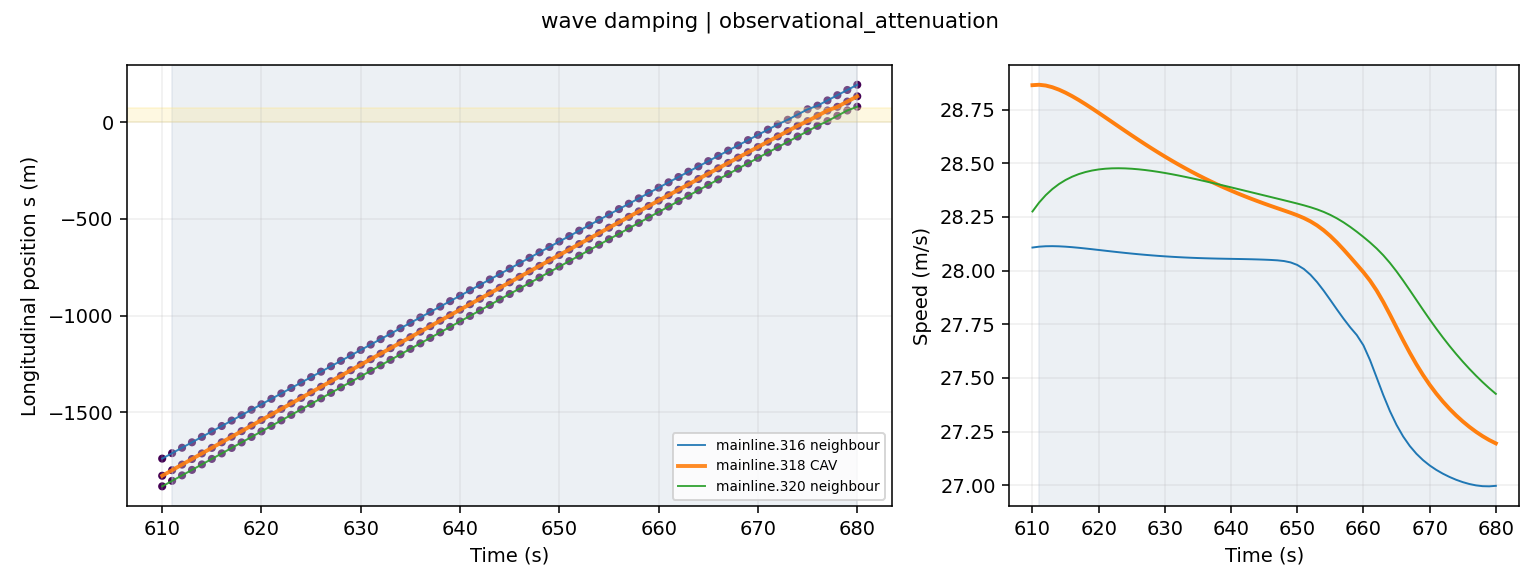 wave damping | observational_attenuation
Longitudinal position s (m)
0
−500
−1000
−1500
610 620 630 640 650 660 670 680
Time (s)
mainline.316 neighbour
mainline.318 CAV
mainline.320 neighbour
Speed (m/s)
28.75
28.50
28.25
28.00
27.75
27.50
27.25
27.00
610 620 630 640 650 660 670 680
Time (s)